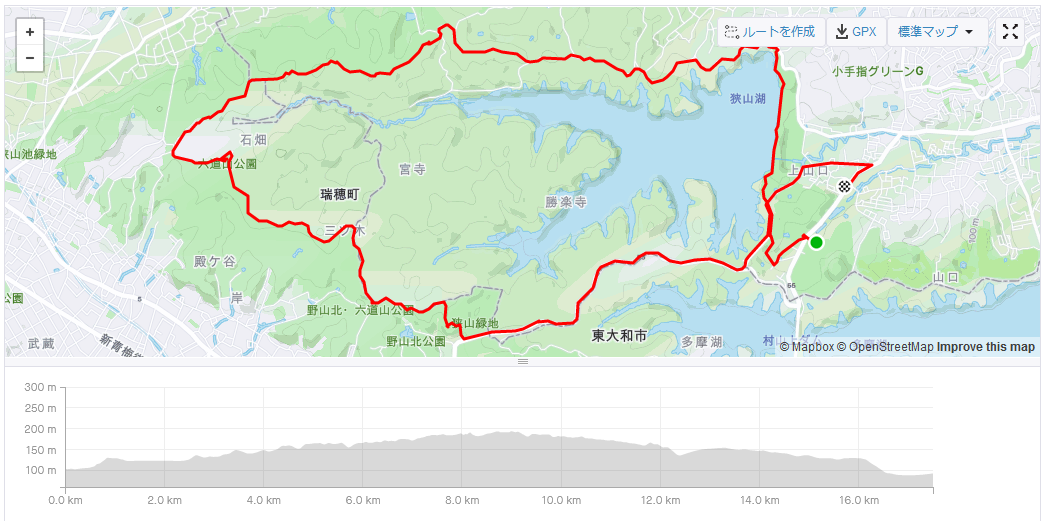 +
−
ルートを作成
GPX
標準マップ
小手指グリーンG
狭山湖
狭山池緑地
石畑
六道山公園
宮寺
上山口
瑞穂町
勝楽寺
三ツ木
100 m
殿ケ谷
山口
公園
5
岸
55
野山北・六道山公園
狭山緑地
野山北公園
東大和市
武蔵
多摩湖
© Mapbox © OpenStreetMap Improve this map
300 m
250 m
200 m
150 m
100 m
0.0 km
2.0 km
4.0 km
6.0 km
8.0 km
10.0 km
12.0 km
14.0 km
16.0 km